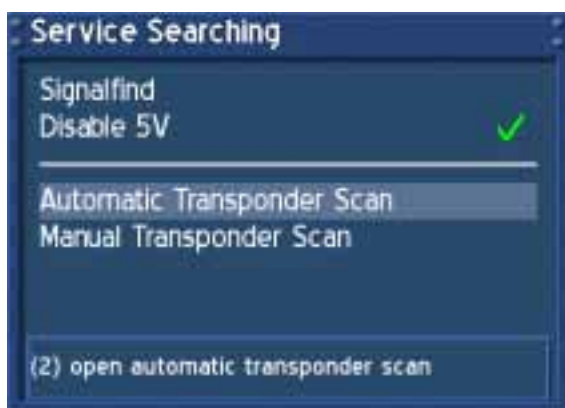 Service Searching
Signalfind
Disable 5V
Automatic Transponder Scan
Manual Transponder Scan
(2) open automatic transponder scan